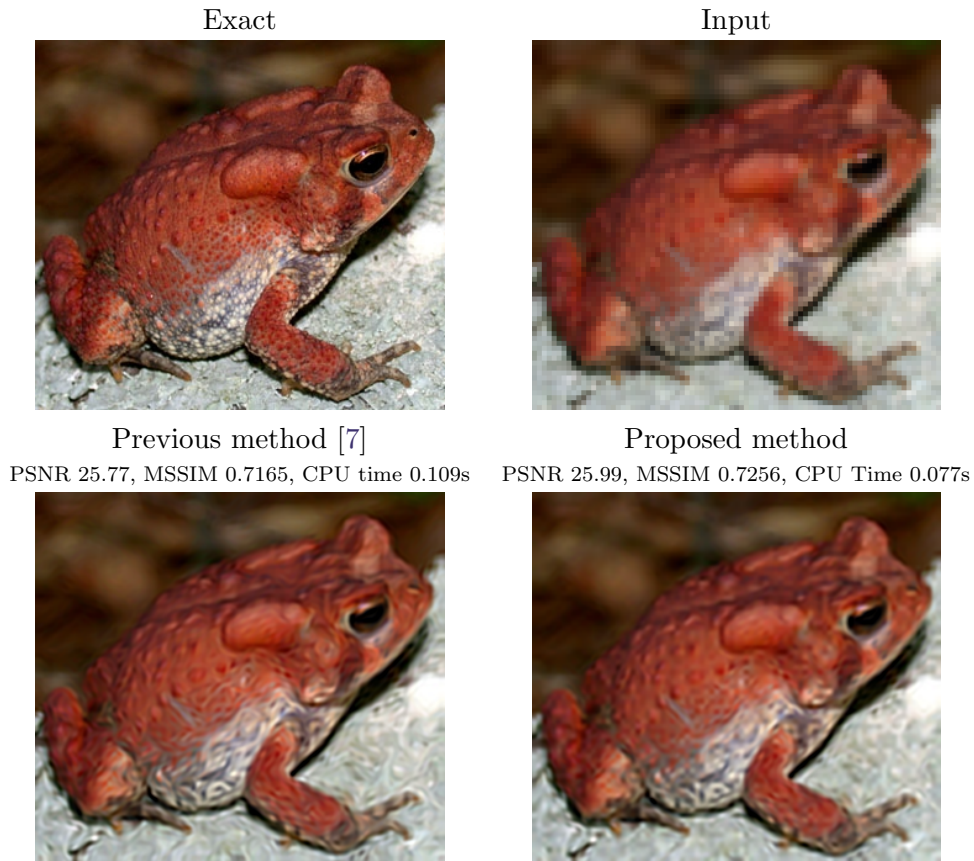 Exact
Input
Previous method [7]
Proposed method
PSNR 25.77, MSSIM 0.7165, CPU time 0.109s
PSNR 25.99, MSSIM 0.7256, CPU Time 0.077s